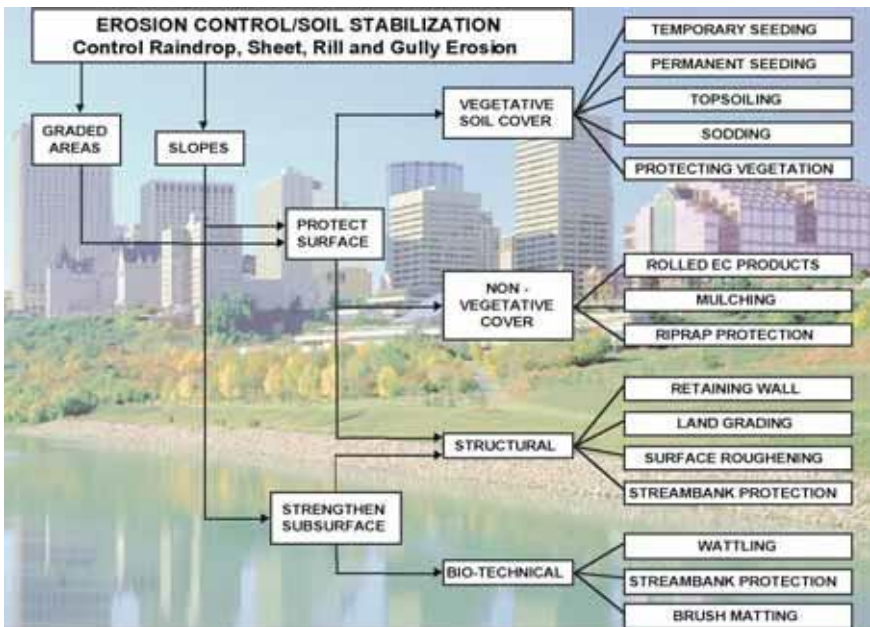 EROSION CONTROL/SOIL STABILIZATION
Control Raindrop, Sheet, Rill and Gully Erosion
GRADED
AREAS
SLOPES
PROTECT
SURFACE
STRENGTHEN
SUBSURFACE
VEGETATIVE
SOIL COVER
NON -
VEGETATIVE
COVER
STRUCTURAL
BIO-TECHNICAL
TEMPORARY SEEDING
PERMANENT SEEDING
TOPSOILING
SODDING
PROTECTING VEGETATION
ROLLED EC PRODUCTS
MULCHING
RIPRAP PROTECTION
RETAINING WALL
LAND GRADING
SURFACE ROUGHENING
STREAMBANK PROTECTION
WATTLING
STREAMBANK PROTECTION
BRUSH MATTING